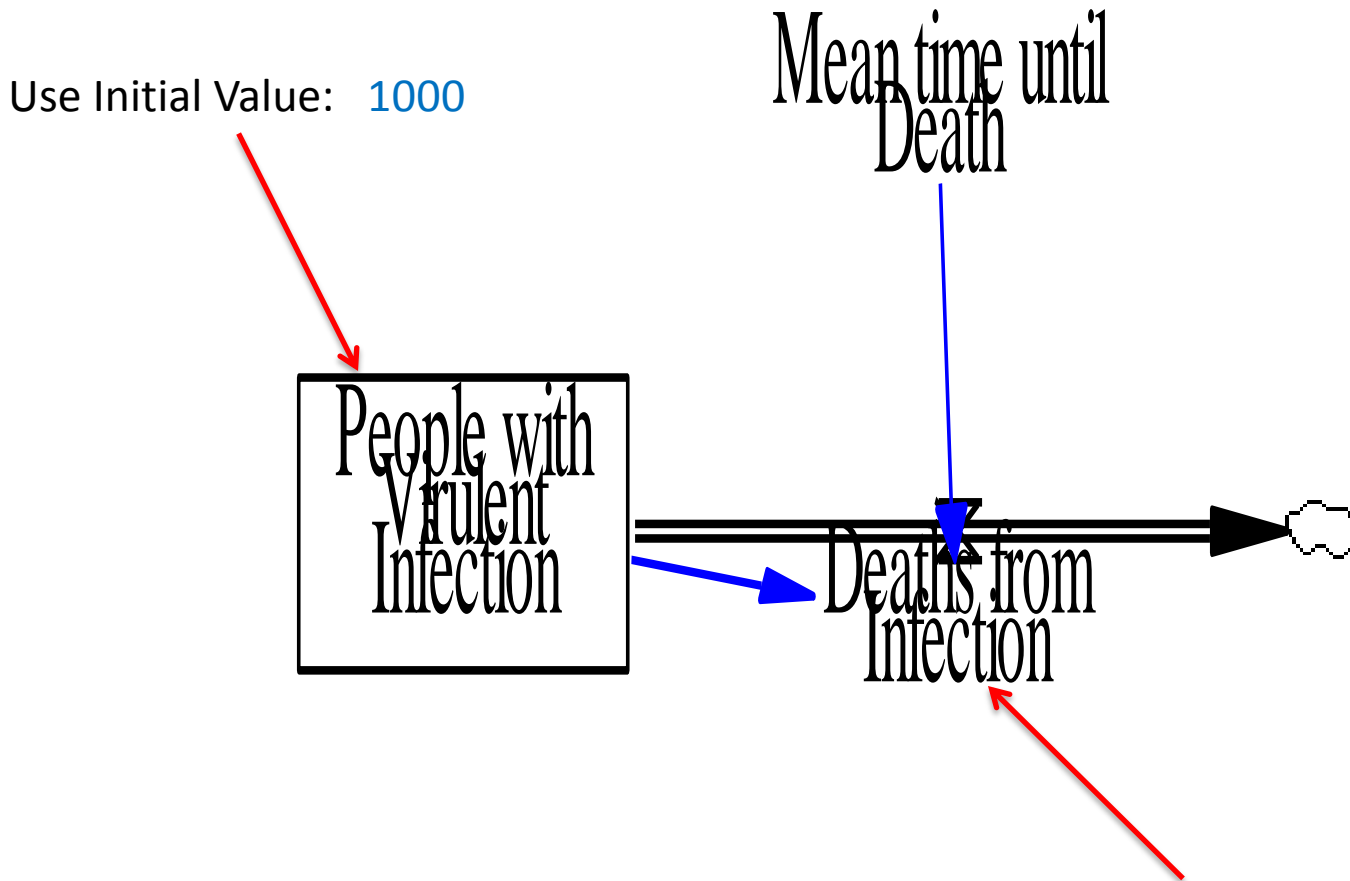 Use Initial Value: 1000
Mean time until
Death
People with
Virulent
Infection
Deaths from
Infection